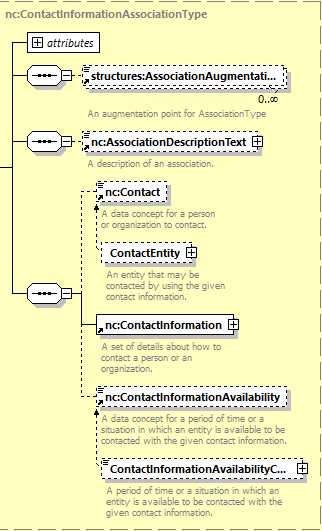 nc:ContactInformationAssociationType
attributes
structures:AssociationAugmentati...
0..∞
An augmentation point for AssociationType
nc:AssociationDescriptionText
A description of an association.
nc:Contact
A data concept for a person
or organization to contact.
ContactEntity
An entity that may be
contacted by using the given
contact information.
nc:ContactInformation
A set of details about how to
contact a person or an
organization.
nc:ContactInformationAvailability
A data concept for a period of time or a
situation in which an entity is available to be
contacted with the given contact information.
ContactInformationAvailabilityC...
A period of time or a situation in which an
entity is available to be contacted with the
given contact information.